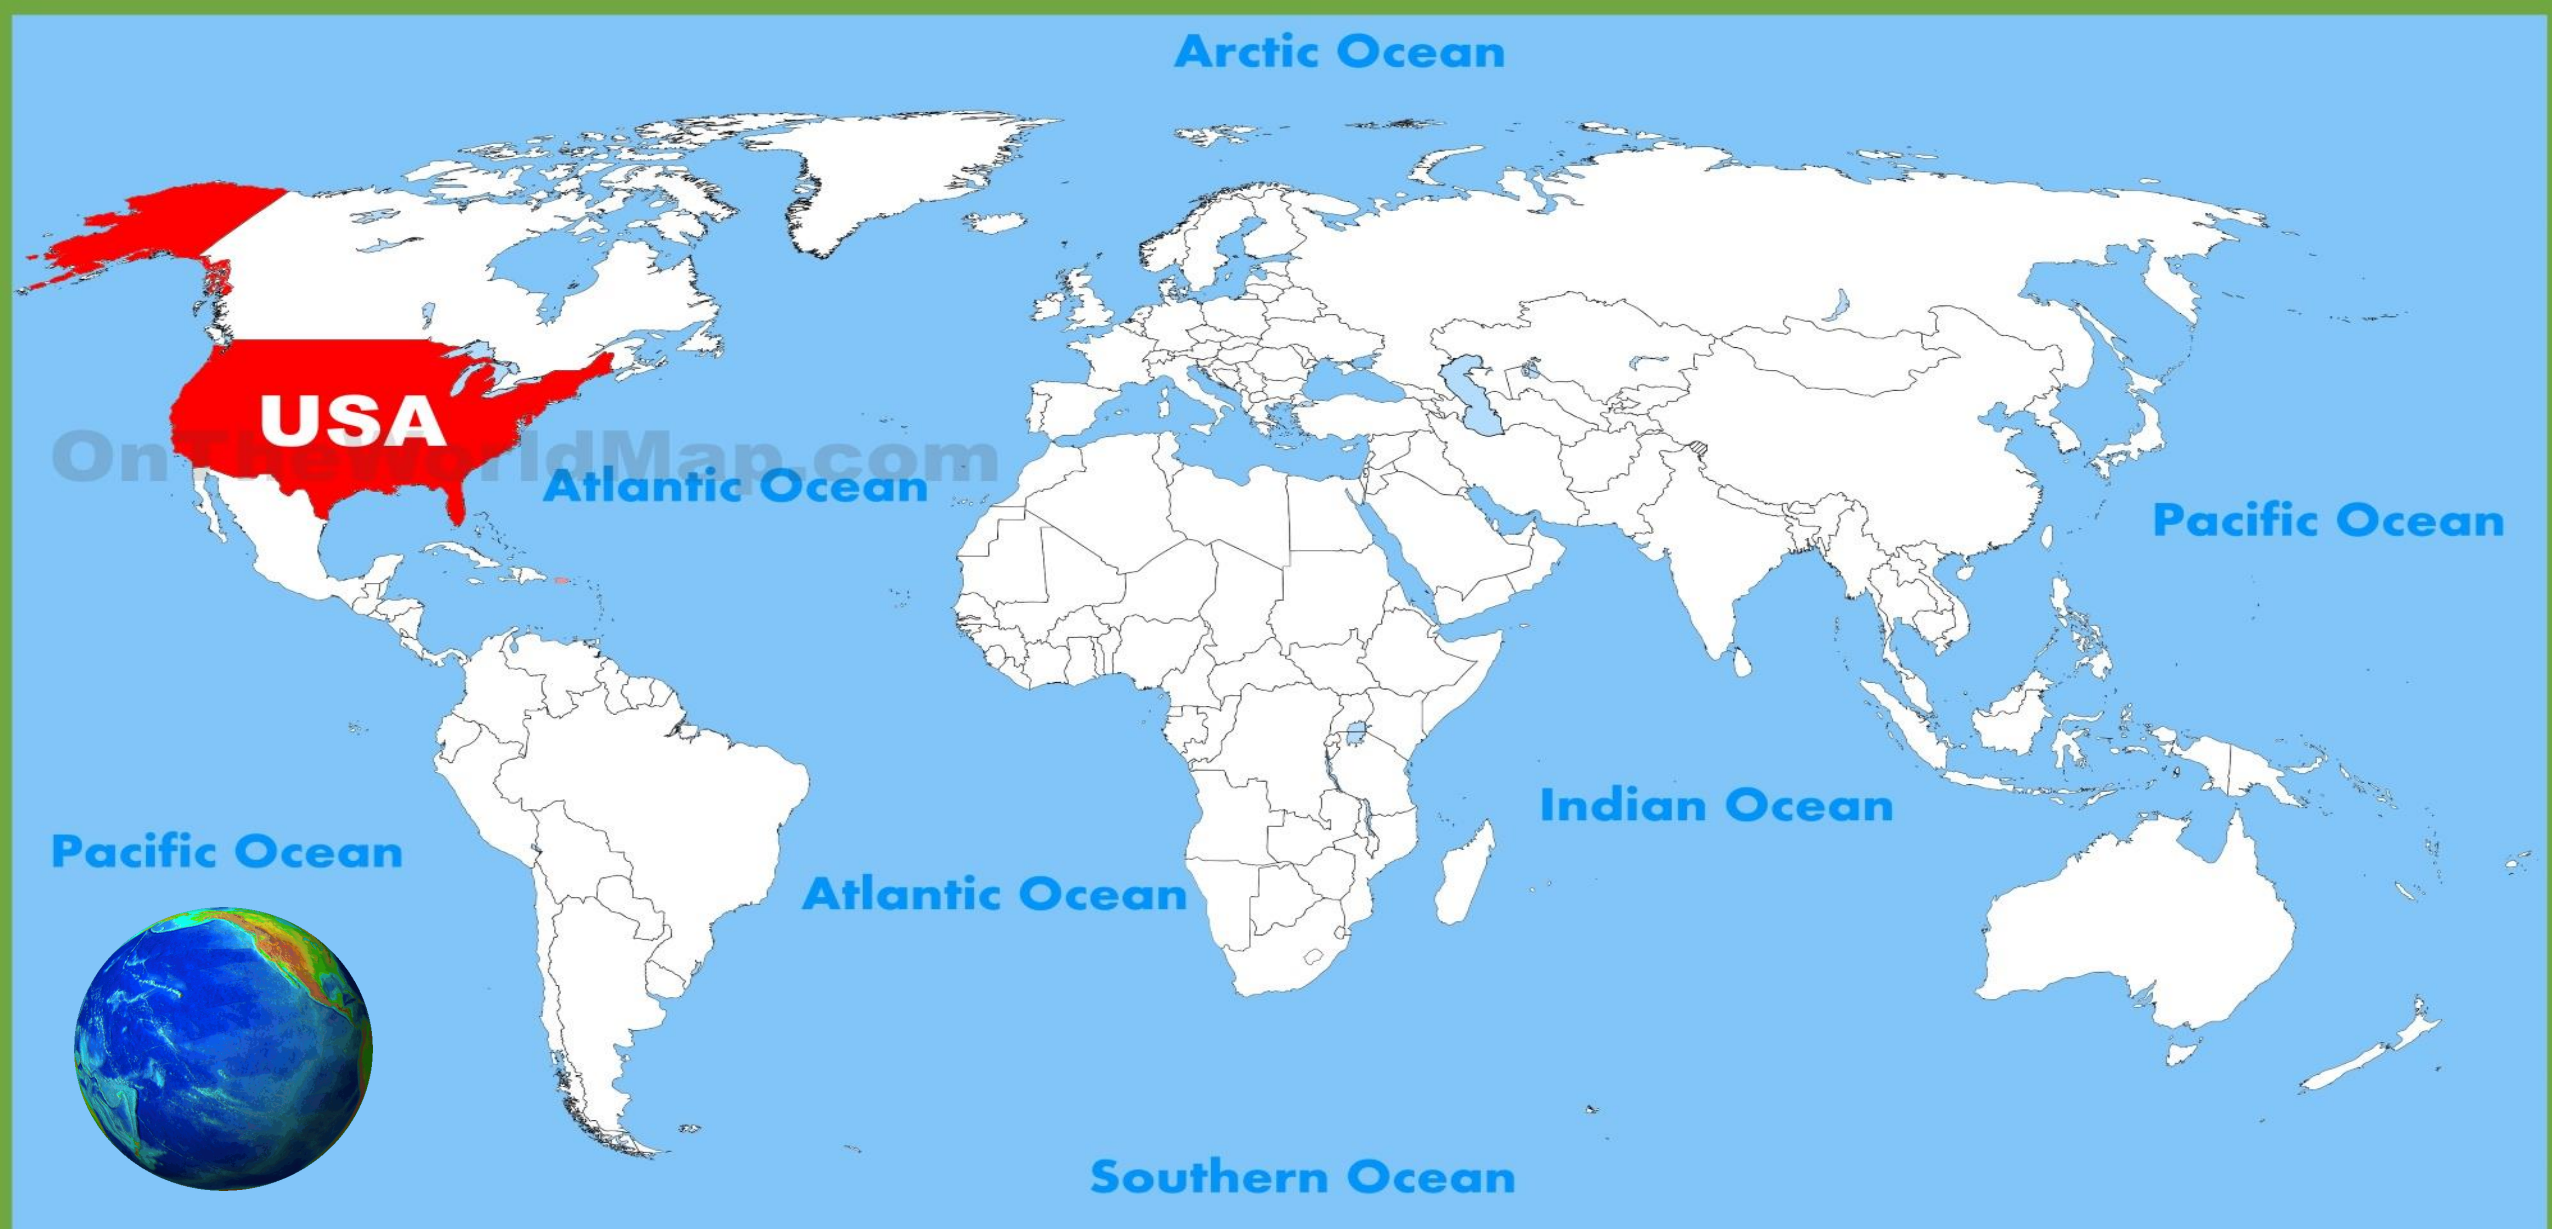 Arctic Ocean
USA
OnTheWorldMap.com
Atlantic Ocean
Pacific Ocean
Indian Ocean
Pacific Ocean
Atlantic Ocean
Southern Ocean